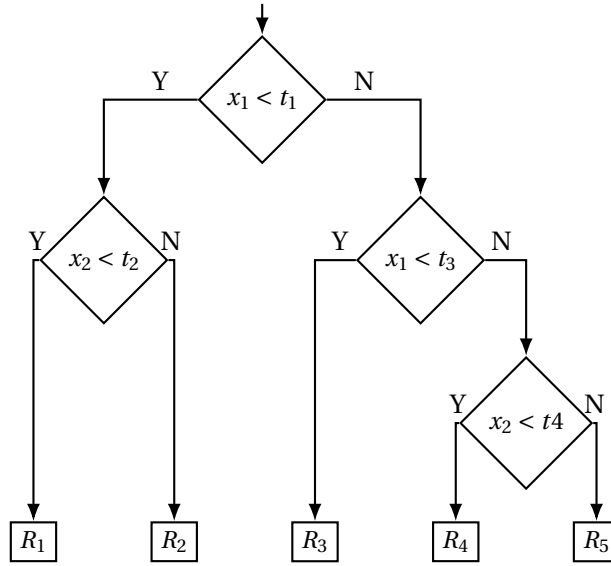 Y N
x₁ < t₁
Y N Y N
x₂ < t₂ x₁ < t₃
Y N
x₂ < t4
R₁ R₂ R₃ R₄ R₅